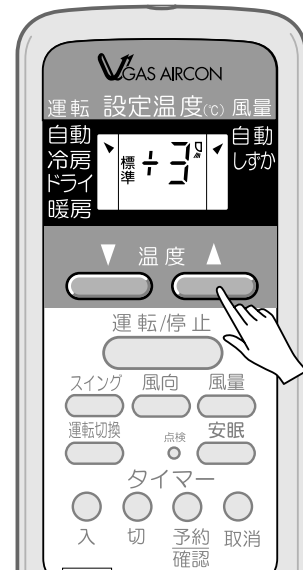 VGAS AIRCON
運転 設定温度(℃) 風量
自動 自動
冷房 標準 +3 しずか
ドライ
暖房
▼ 温度 ▲
運転/停止
スイング 風向 風量
運転切換 点検 安眠
タイマー
入 切 予約 取消
確認